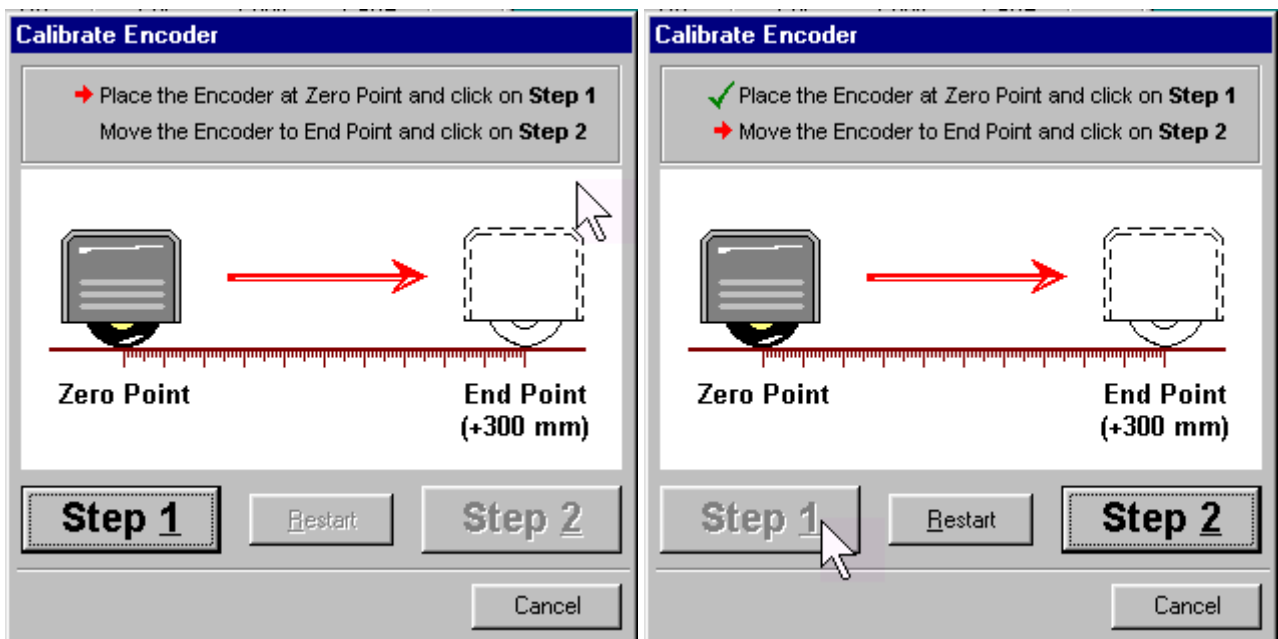 Calibrate Encoder
Place the Encoder at Zero Point and click on Step 1
Move the Encoder to End Point and click on Step 2
Zero Point
End Point
(+300 mm)
Step 1
Restart
Step 2
Cancel
Calibrate Encoder
Place the Encoder at Zero Point and click on Step 1
Move the Encoder to End Point and click on Step 2
Zero Point
End Point
(+300 mm)
Step 1
Restart
Step 2
Cancel